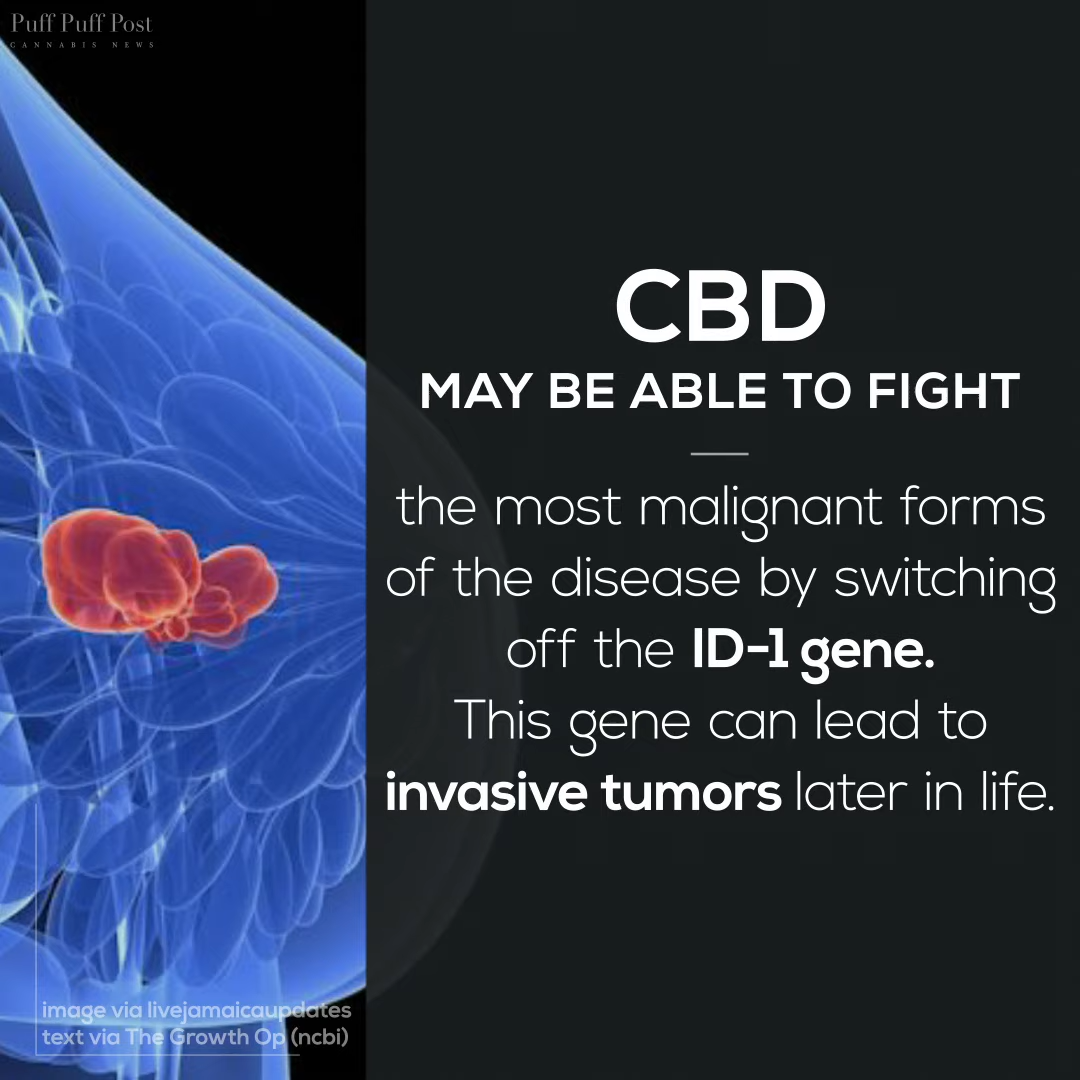 Puff Puff Post
CANNABIS NEWS
CBD
MAY BE ABLE TO FIGHT
the most malignant forms
of the disease by switching
off the ID-1 gene.
This gene can lead to
invasive tumors later in life.
image via livejamaicaupdates
text via The Growth Op (ncbi)